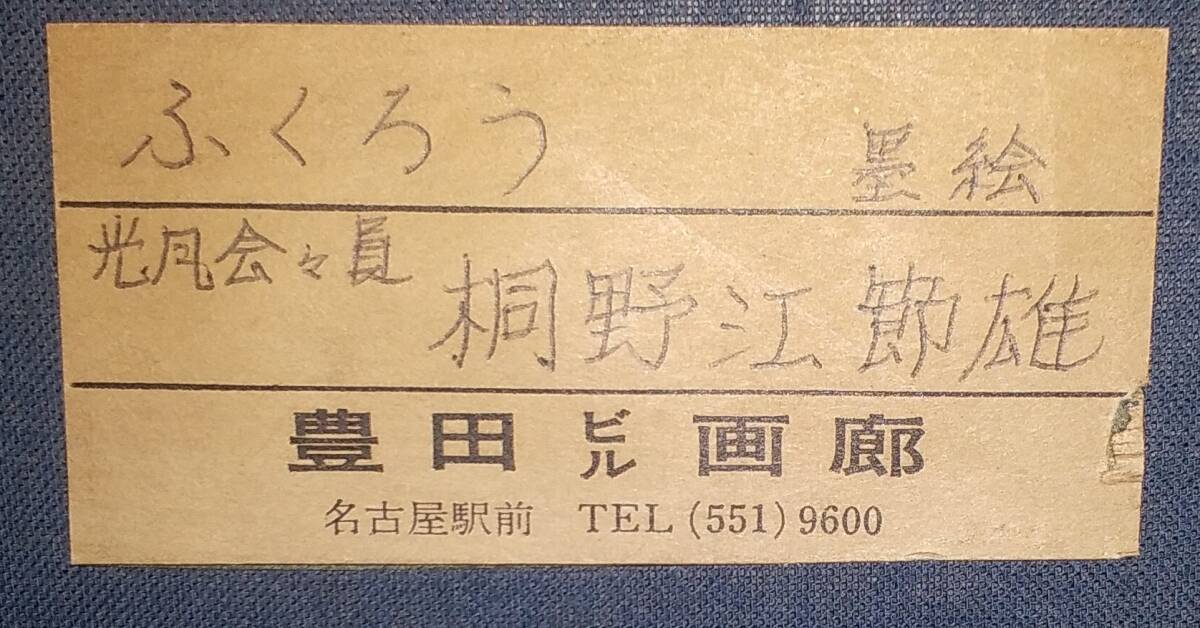 ふくろう 墨絵
光風会々員
桐野江節雄
豊田ビル画廊
名古屋駅前 TEL(551)9600